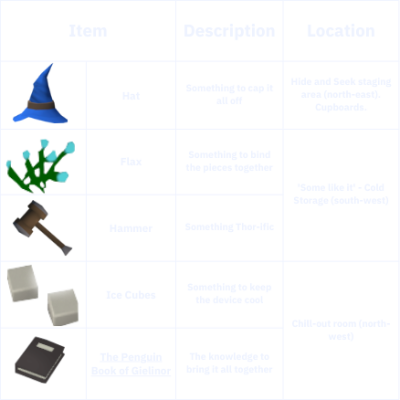 Item
Description
Location
Hat
Something to cap it
all off
Hide and Seek staging
area (north-east).
Cupboards.
Flax
Something to bind
the pieces together
'Some like it' - Cold
Storage (south-west)
Hammer
Something Thor-ific
Ice Cubes
Something to keep
the device cool
Chill-out room (north-
west)
The Penguin
Book of Gielinor
The knowledge to
bring it all together